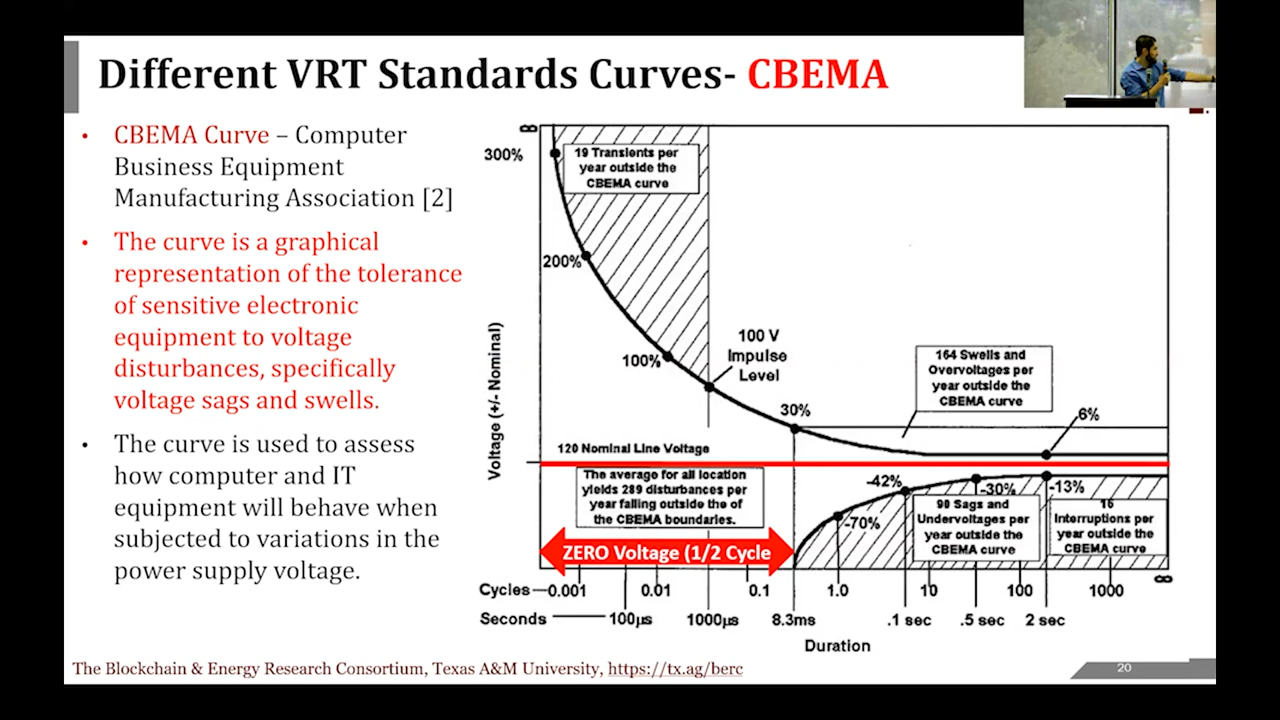 Different VRT Standards Curves- CBEMA
• CBEMA Curve – Computer
Business Equipment
Manufacturing Association [2]
• The curve is a graphical
representation of the tolerance
of sensitive electronic
equipment to voltage
disturbances, specifically
voltage sags and swells.
• The curve is used to assess
how computer and IT
equipment will behave when
subjected to variations in the
power supply voltage.
Voltage (+/- Nominal)
∞
300%
19 Transients per
year outside the
CBEMA curve
200%
100%
100 V
Impulse
Level
30%
164 Swells and
Overvoltages per
year outside the
CBEMA curve
6%
120 Nominal Line Voltage
The average for all location
yields 289 disturbances per
year falling outside the of
the CBEMA boundaries.
-42%
-30%
-13%
-70%
90 Sags and
Undervoltages per
year outside the
CBEMA curve
16
Interruptions per
year outside the
CBEMA curve
ZERO Voltage (1/2 Cycle
Cycles 0.001 0.01 0.1 1.0 10 100 1000 ∞
Seconds 100µs 1000µs 8.3ms .1 sec .5 sec 2 sec
Duration
The Blockchain & Energy Research Consortium, Texas A&M University, https://tx.ag/berc
20